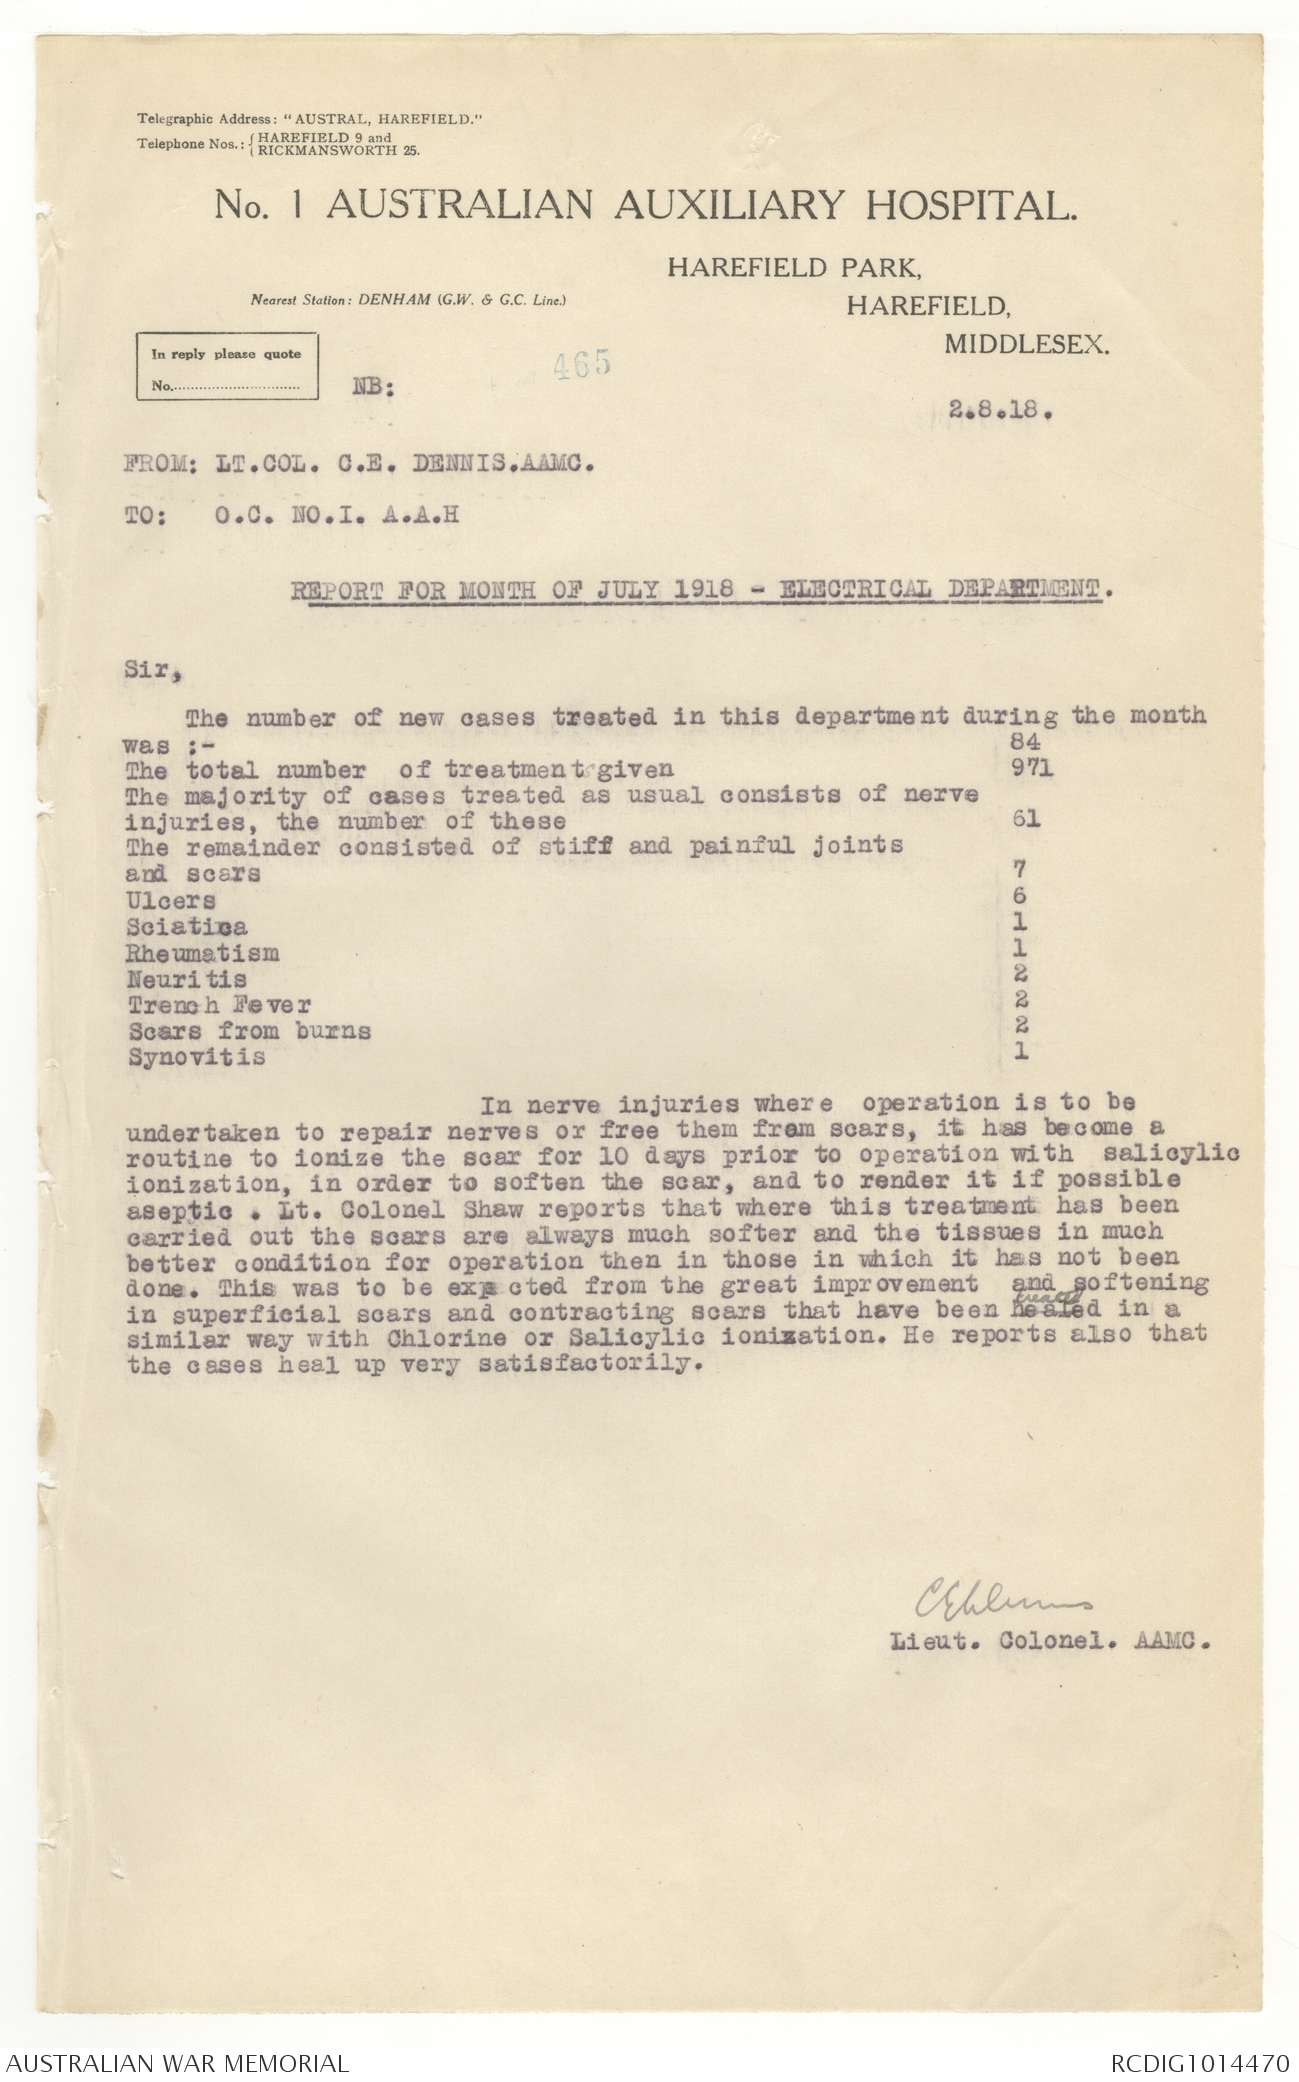 Telegraphic Address: "AUSTRAL, HAREFIELD."
Telephone Nos.: { HAREFIELD 9 and
RICKMANSWORTH 25.
No. 1 AUSTRALIAN AUXILIARY HOSPITAL.
HAREFIELD PARK,
Nearest Station: DENHAM (G.W. & G.C. Line.)
HAREFIELD,
MIDDLESEX.
In reply please quote
No..............................
NB:
465
2.8.18.
FROM: LT.COL. C.E. DENNIS.AAMC.
TO: O.C. NO.I. A.A.H
REPORT FOR MONTH OF JULY 1918 - ELECTRICAL DEPARTMENT.
Sir,
The number of new cases treated in this department during the month
was :- 84
The total number of treatment given 971
The majority of cases treated as usual consists of nerve
injuries, the number of these 61
The remainder consisted of stiff and painful joints
and scars 7
Ulcers 6
Sciatica 1
Rheumatism 1
Neuritis 2
Trench Fever 2
Scars from burns 2
Synovitis 1
In nerve injuries where operation is to be
undertaken to repair nerves or free them from scars, it has become a
routine to ionize the scar for 10 days prior to operation with salicylic
ionization, in order to soften the scar, and to render it if possible
aseptic . Lt. Colonel Shaw reports that where this treatment has been
carried out the scars are always much softer and the tissues in much
better condition for operation then in those in which it has not been
done. This was to be expected from the great improvement and softening
treated
in superficial scars and contracting scars that have been healed in a
similar way with Chlorine or Salicylic ionization. He reports also that
the cases heal up very satisfactorily.
CEDennis
Lieut. Colonel. AAMC.
AUSTRALIAN WAR MEMORIAL
RCDIG1014470